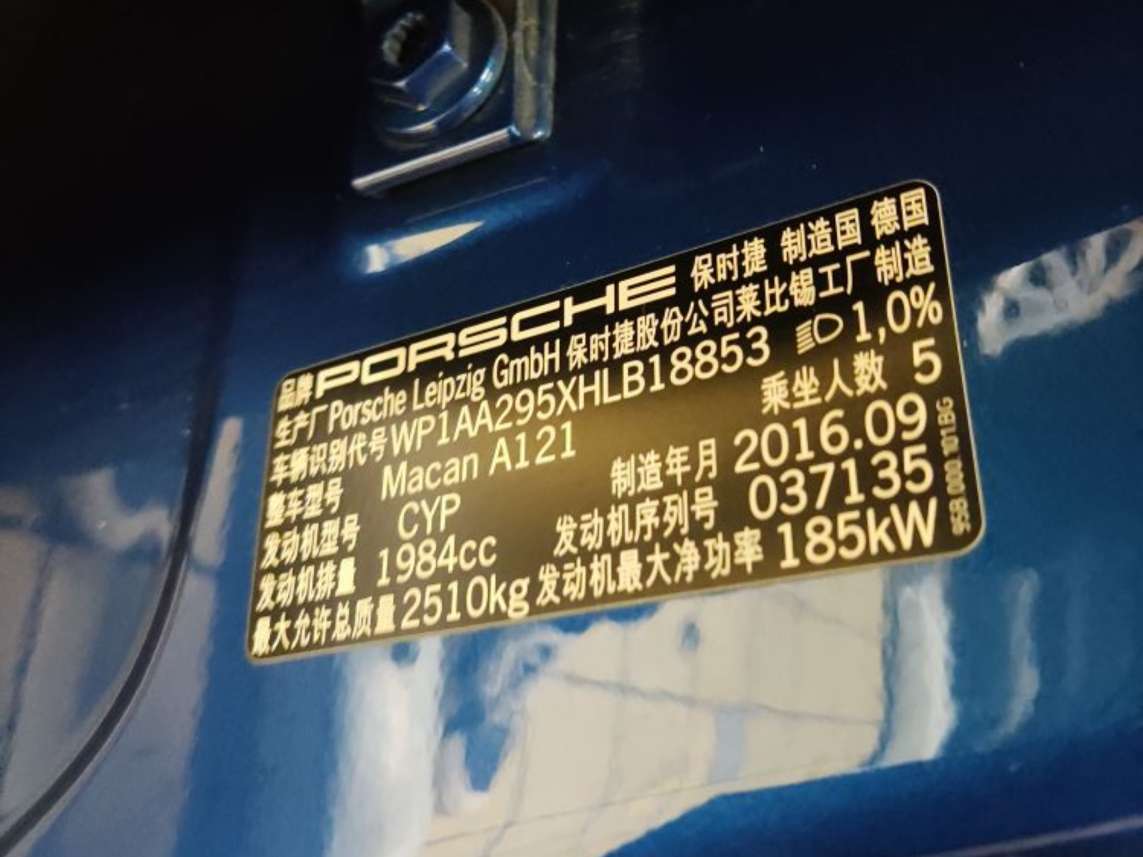 品牌 PORSCHE 保时捷 制造国 德国
生产厂 Porsche Leipzig GmbH 保时捷股份公司莱比锡工厂制造
车辆识别代号 WP1AA295XHLB18853 1,0%
整车型号 Macan A121 乘坐人数 5
发动机型号 CYP 制造年月 2016.09
发动机排量 1984cc 发动机序列号 037135
最大允许总质量 2510kg 发动机最大净功率 185kW
95B 000 101.BG